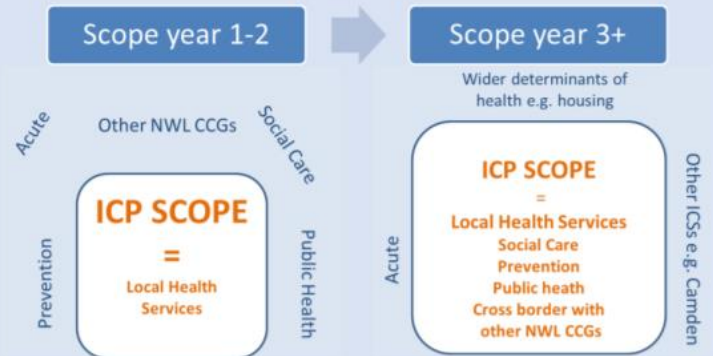 Scope year 1-2
Scope year 3+
Acute
Other NWL CCGs
Social Care
Prevention
Public Health
ICP SCOPE
=
Local Health
Services
Wider determinants of
health e.g. housing
Acute
Other ICSs e.g. Camden
ICP SCOPE
=
Local Health Services
Social Care
Prevention
Public heath
Cross border with
other NWL CCGs